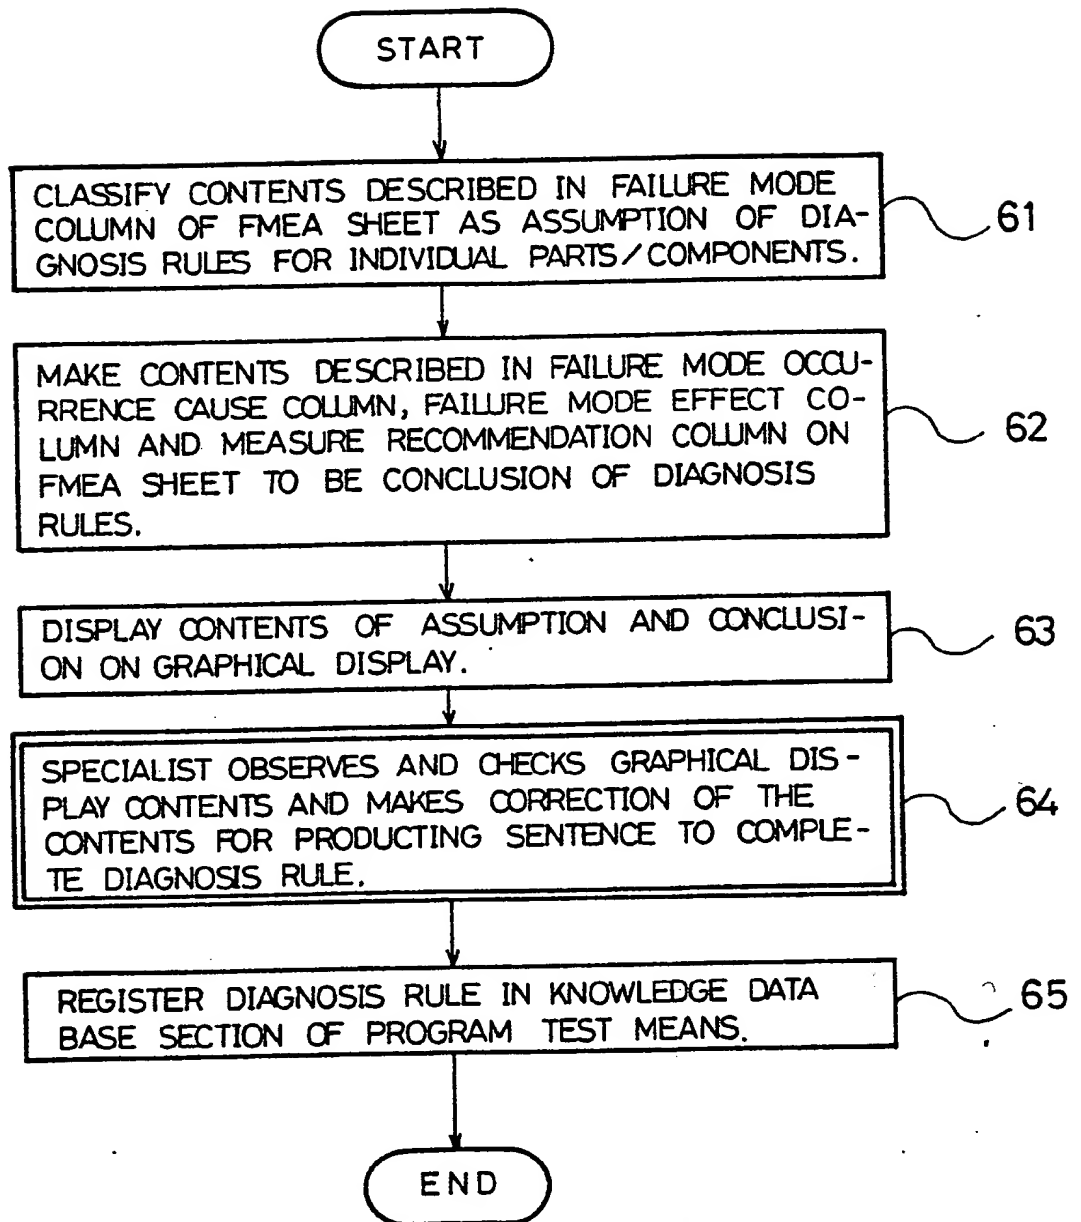 START
CLASSIFY CONTENTS DESCRIBED IN FAILURE MODE
COLUMN OF FMEA SHEET AS ASSUMPTION OF DIA-
GNOSIS RULES FOR INDIVIDUAL PARTS/COMPONENTS.
61
MAKE CONTENTS DESCRIBED IN FAILURE MODE OCCU-
RRENCE CAUSE COLUMN, FAILURE MODE EFFECT CO-
LUMN AND MEASURE RECOMMENDATION COLUMN ON
FMEA SHEET TO BE CONCLUSION OF DIAGNOSIS
RULES.
62
DISPLAY CONTENTS OF ASSUMPTION AND CONCLUSI-
ON ON GRAPHICAL DISPLAY.
63
SPECIALIST OBSERVES AND CHECKS GRAPHICAL DIS-
PLAY CONTENTS AND MAKES CORRECTION OF THE
CONTENTS FOR PRODUCTING SENTENCE TO COMPLE-
TE DIAGNOSIS RULE.
64
REGISTER DIAGNOSIS RULE IN KNOWLEDGE DATA
BASE SECTION OF PROGRAM TEST MEANS.
65
END